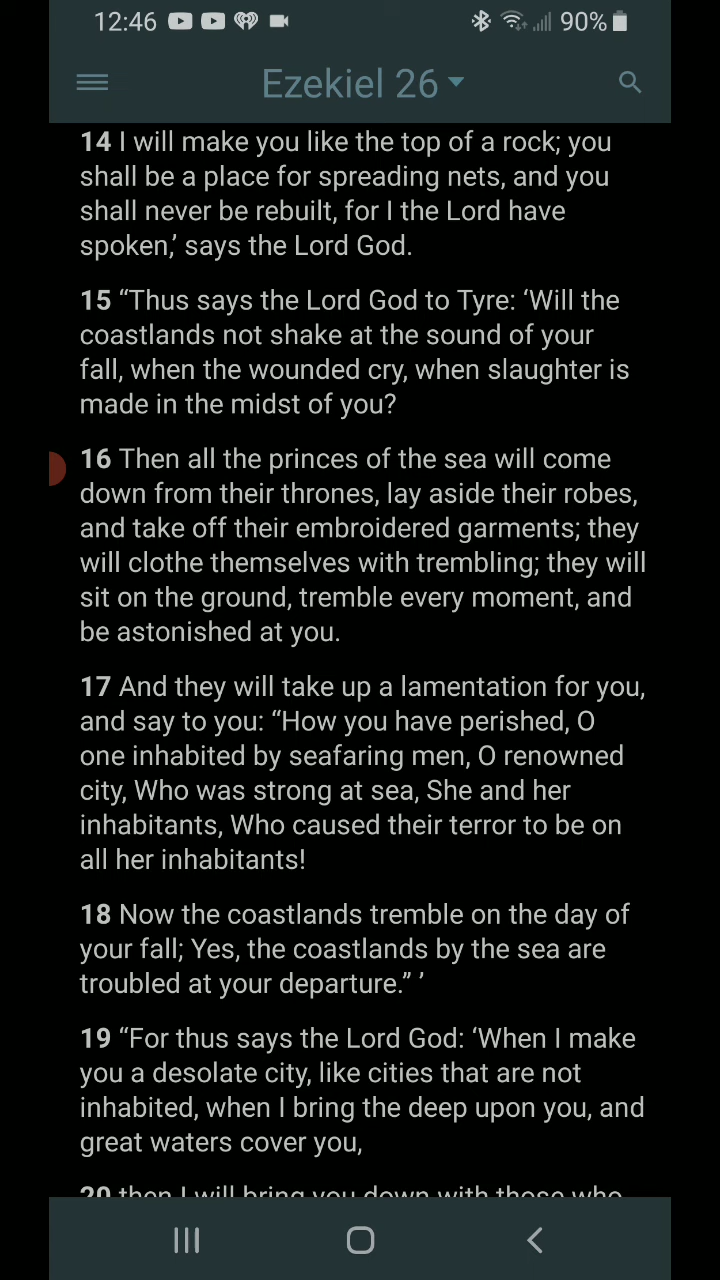 12:46 90%
Ezekiel 26
14 I will make you like the top of a rock; you
shall be a place for spreading nets, and you
shall never be rebuilt, for I the Lord have
spoken,’ says the Lord God.
15 “Thus says the Lord God to Tyre: ‘Will the
coastlands not shake at the sound of your
fall, when the wounded cry, when slaughter is
made in the midst of you?
16 Then all the princes of the sea will come
down from their thrones, lay aside their robes,
and take off their embroidered garments; they
will clothe themselves with trembling; they will
sit on the ground, tremble every moment, and
be astonished at you.
17 And they will take up a lamentation for you,
and say to you: “How you have perished, O
one inhabited by seafaring men, O renowned
city, Who was strong at sea, She and her
inhabitants, Who caused their terror to be on
all her inhabitants!
18 Now the coastlands tremble on the day of
your fall; Yes, the coastlands by the sea are
troubled at your departure.” ’
19 “For thus says the Lord God: ‘When I make
you a desolate city, like cities that are not
inhabited, when I bring the deep upon you, and
great waters cover you,
20 then I will bring you down with those who